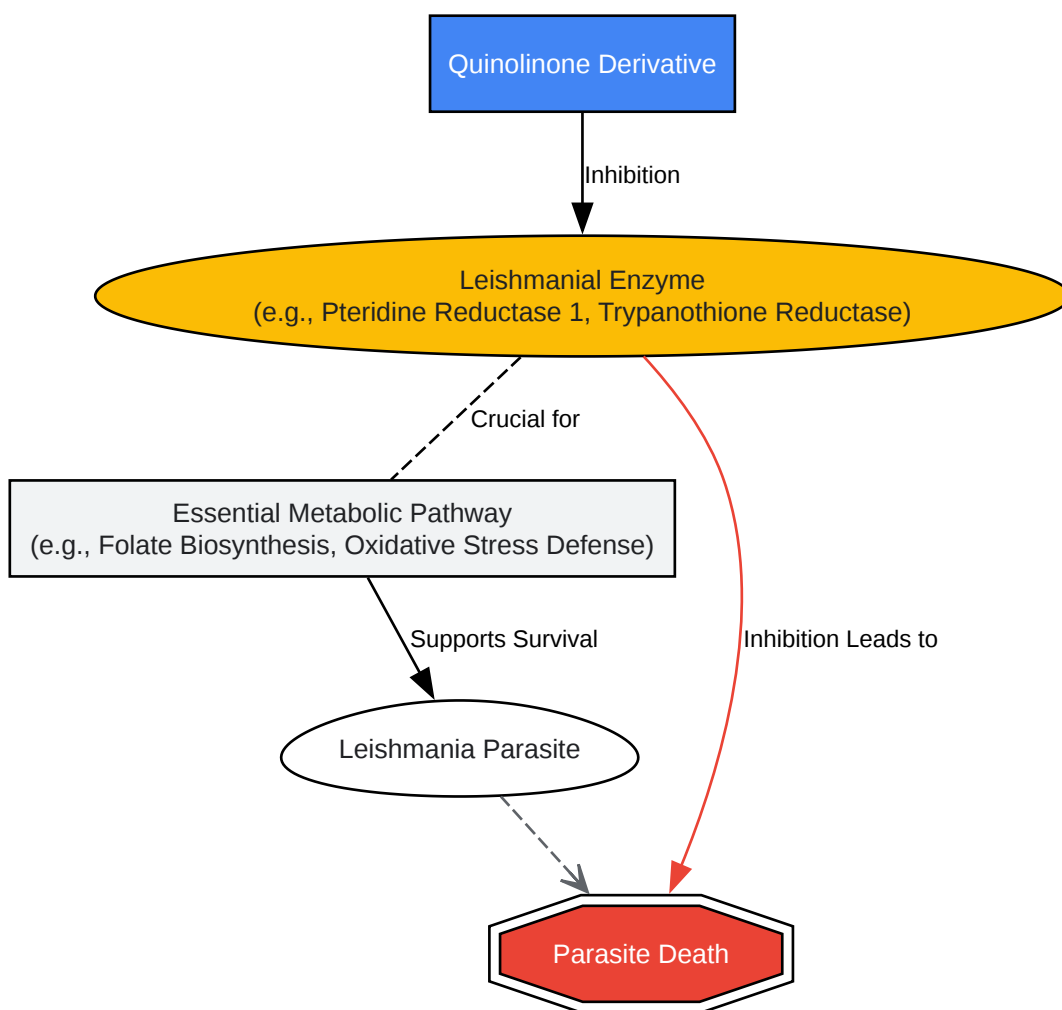 Quinolinone Derivative
Inhibition
Leishmanial Enzyme
(e.g., Pteridine Reductase 1, Trypanothione Reductase)
Crucial for
Essential Metabolic Pathway
(e.g., Folate Biosynthesis, Oxidative Stress Defense)
Supports Survival
Inhibition Leads to
Leishmania Parasite
Parasite Death